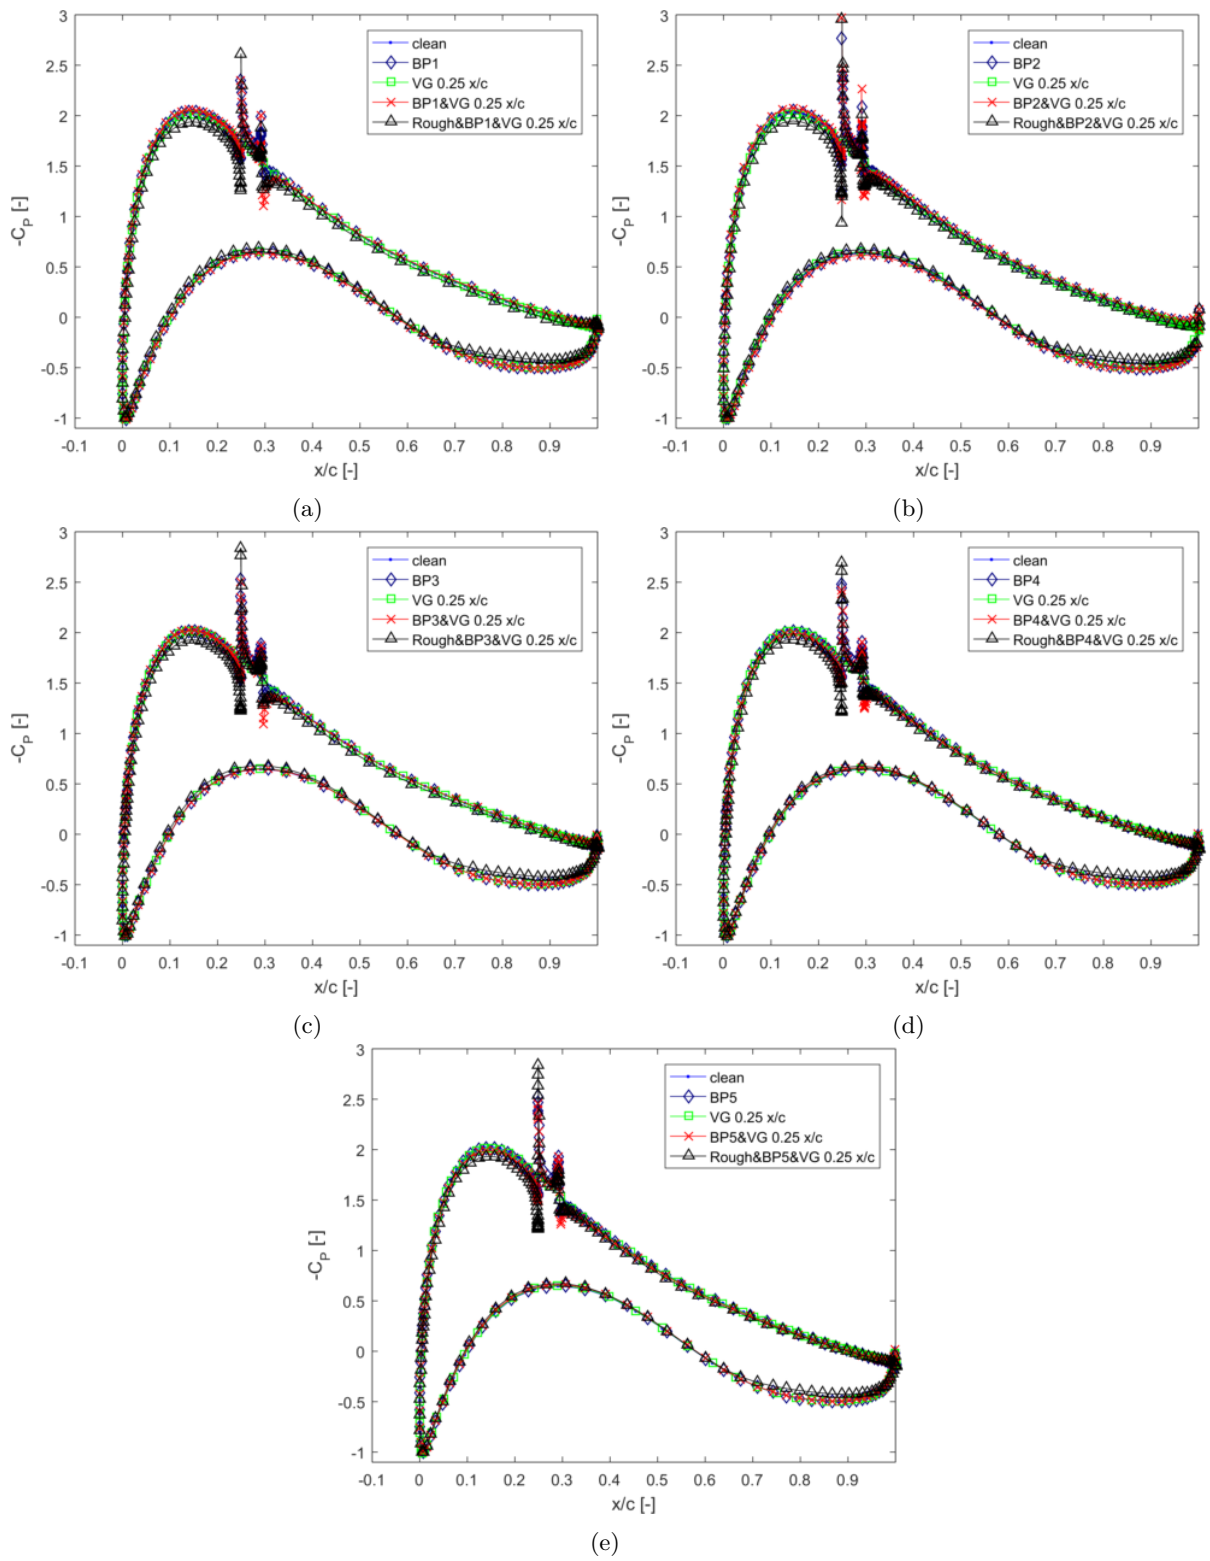 3
2.5
2
1.5
1
0.5
0
-0.5
-1
-C_P [-]
-0.1 0 0.1 0.2 0.3 0.4 0.5 0.6 0.7 0.8 0.9
x/c [-]
clean
BP1
VG 0.25 x/c
BP1&VG 0.25 x/c
Rough&BP1&VG 0.25 x/c
(a)
3
2.5
2
1.5
1
0.5
0
-0.5
-1
-C_P [-]
-0.1 0 0.1 0.2 0.3 0.4 0.5 0.6 0.7 0.8 0.9
x/c [-]
clean
BP2
VG 0.25 x/c
BP2&VG 0.25 x/c
Rough&BP2&VG 0.25 x/c
(b)
3
2.5
2
1.5
1
0.5
0
-0.5
-1
-C_P [-]
-0.1 0 0.1 0.2 0.3 0.4 0.5 0.6 0.7 0.8 0.9
x/c [-]
clean
BP3
VG 0.25 x/c
BP3&VG 0.25 x/c
Rough&BP3&VG 0.25 x/c
(c)
3
2.5
2
1.5
1
0.5
0
-0.5
-1
-C_P [-]
-0.1 0 0.1 0.2 0.3 0.4 0.5 0.6 0.7 0.8 0.9
x/c [-]
clean
BP4
VG 0.25 x/c
BP4&VG 0.25 x/c
Rough&BP4&VG 0.25 x/c
(d)
3
2.5
2
1.5
1
0.5
0
-0.5
-1
-C_P [-]
-0.1 0 0.1 0.2 0.3 0.4 0.5 0.6 0.7 0.8 0.9
x/c [-]
clean
BP5
VG 0.25 x/c
BP5&VG 0.25 x/c
Rough&BP5&VG 0.25 x/c
(e)